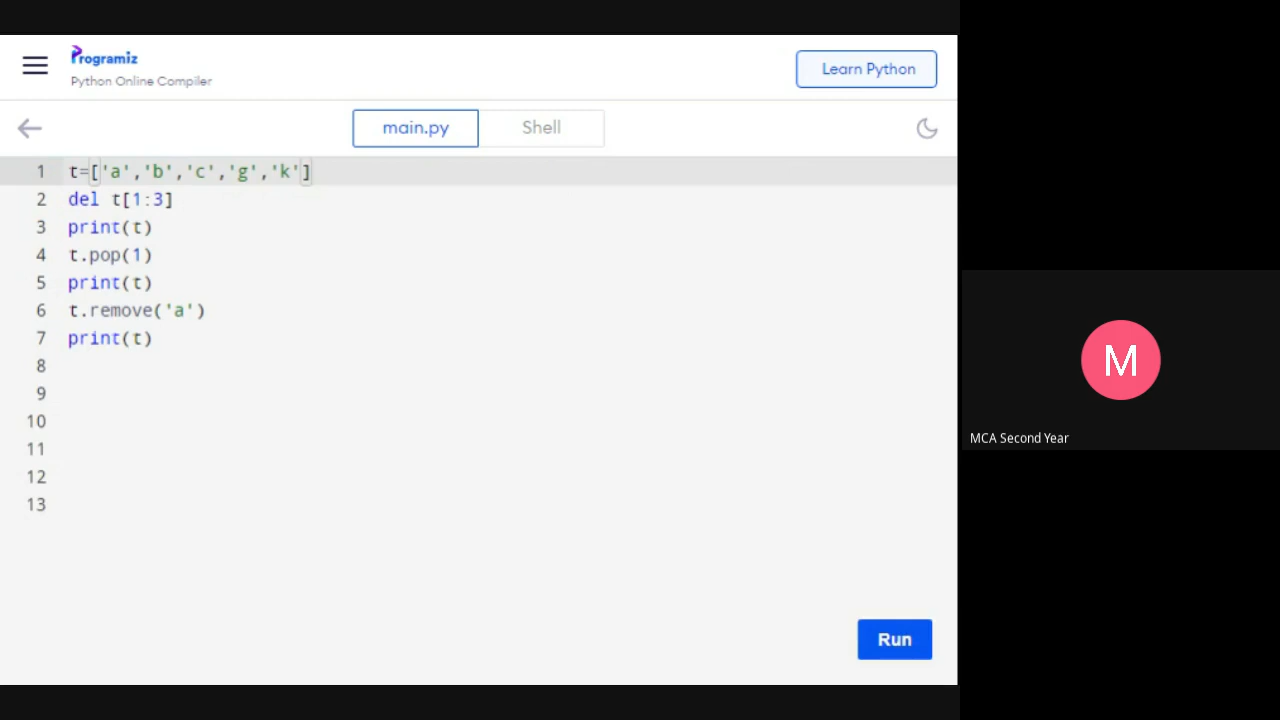 Programiz
Python Online Compiler
Learn Python
main.py
Shell
1 t=['a','b','c','g','k']
2 del t[1:3]
3 print(t)
4 t.pop(1)
5 print(t)
6 t.remove('a')
7 print(t)
8
9
10
11
12
13
Run
M
MCA Second Year